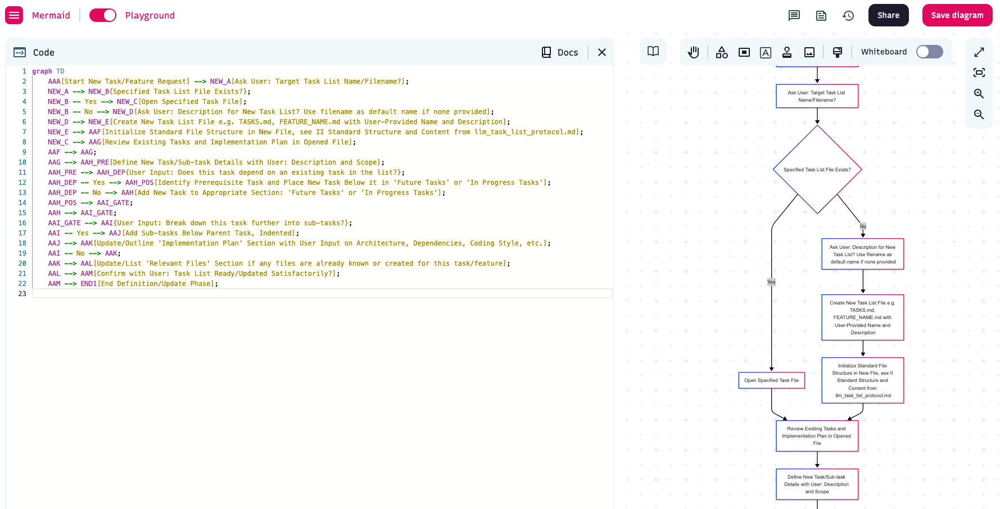 Mermaid
Playground
Share
Save diagram
Code
Docs
Whiteboard
1 graph TD
2 AAA[Start New Task/Feature Request] --> NEW_A[Ask User: Target Task List Name/Filename?];
3 NEW_A --> NEW_B{Specified Task List File Exists?};
4 NEW_B -- Yes --> NEW_C[Open Specified Task File];
5 NEW_B -- No --> NEW_D[Ask User: Description for New Task List? Use filename as default name if none provided];
6 NEW_D --> NEW_E[Create New Task List File e.g. TASKS.md, FEATURE_NAME.md with User-Provided Name and Description];
7 NEW_E --> AAF[Initialize Standard File Structure in New File, see II Standard Structure and Content from llm_task_list_protocol.md];
8 NEW_C --> AAG[Review Existing Tasks and Implementation Plan in Opened File];
9 AAF --> AAG;
10 AAG --> AAH_PRE[Define New Task/Sub-task Details with User: Description and Scope];
11 AAH_PRE --> AAH_DEP{User Input: Does this task depend on an existing task in the list?};
12 AAH_DEP -- Yes --> AAH_POS[Identify Prerequisite Task and Place New Task Below it in 'Future Tasks' or 'In Progress Tasks'];
13 AAH_DEP -- No --> AAH[Add New Task to Appropriate Section: 'Future Tasks' or 'In Progress Tasks'];
14 AAH_POS --> AAI_GATE;
15 AAH --> AAI_GATE;
16 AAI_GATE --> AAI{User Input: Break down this task further into sub-tasks?};
17 AAI -- Yes --> AAJ[Add Sub-tasks Below Parent Task, Indented];
18 AAJ --> AAK[Update/Outline 'Implementation Plan' Section with User Input on Architecture, Dependencies, Coding Style, etc.];
19 AAI -- No --> AAK;
20 AAK --> AAL[Update/List 'Relevant Files' Section if any files are already known or created for this task/feature];
21 AAL --> AAM[Confirm with User: Task List Ready/Updated Satisfactorily?];
22 AAM --> END1[End Definition/Update Phase];
23
Ask User: Target Task List
Name/Filename?
Specified Task List File Exists?
No
Ask User: Description for New
Task List? Use filename as
default name if none provided
Yes
Create New Task List File e.g.
TASKS.md,
FEATURE_NAME.md with
User-Provided Name and
Description
Open Specified Task File
Initialize Standard File
Structure in New File, see II
Standard Structure and
Content from
llm_task_list_protocol.md
Review Existing Tasks and
Implementation Plan in Opened
File
Define New Task/Sub-task
Details with User: Description
and Scope